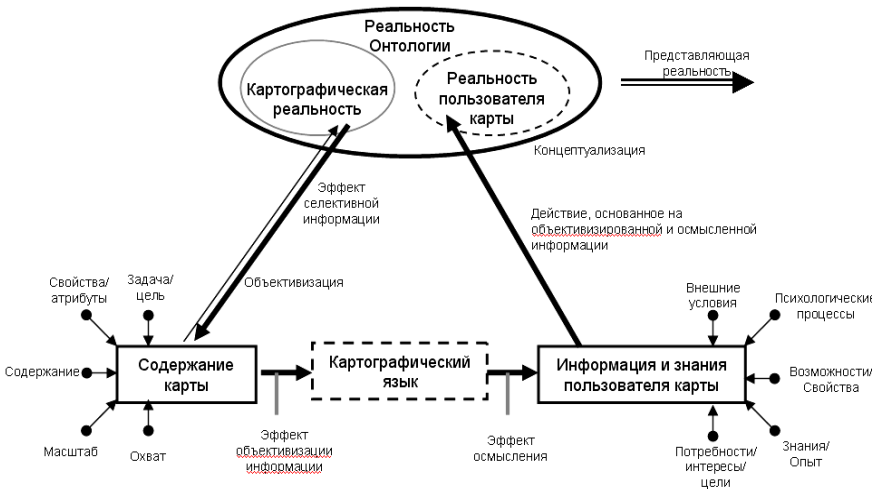 Реальность
Онтологии
Картографическая
реальность
Реальность
пользователя
карты
Представляющая
реальность
Концептуализация
Эффект
селективной
информации
Действие, основанное на
объективизированной и осмысленной
информации
Объективизация
Свойства/
атрибуты
Задача/
цель
Содержание
Масштаб
Охват
Содержание
карты
Картографический
язык
Информация и знания
пользователя карты
Внешние
условия
Психологические
процессы
Возможности/
Свойства
Знания/
Опыт
Потребности/
интересы/
цели
Эффект
объективизации
информации
Эффект
осмысления